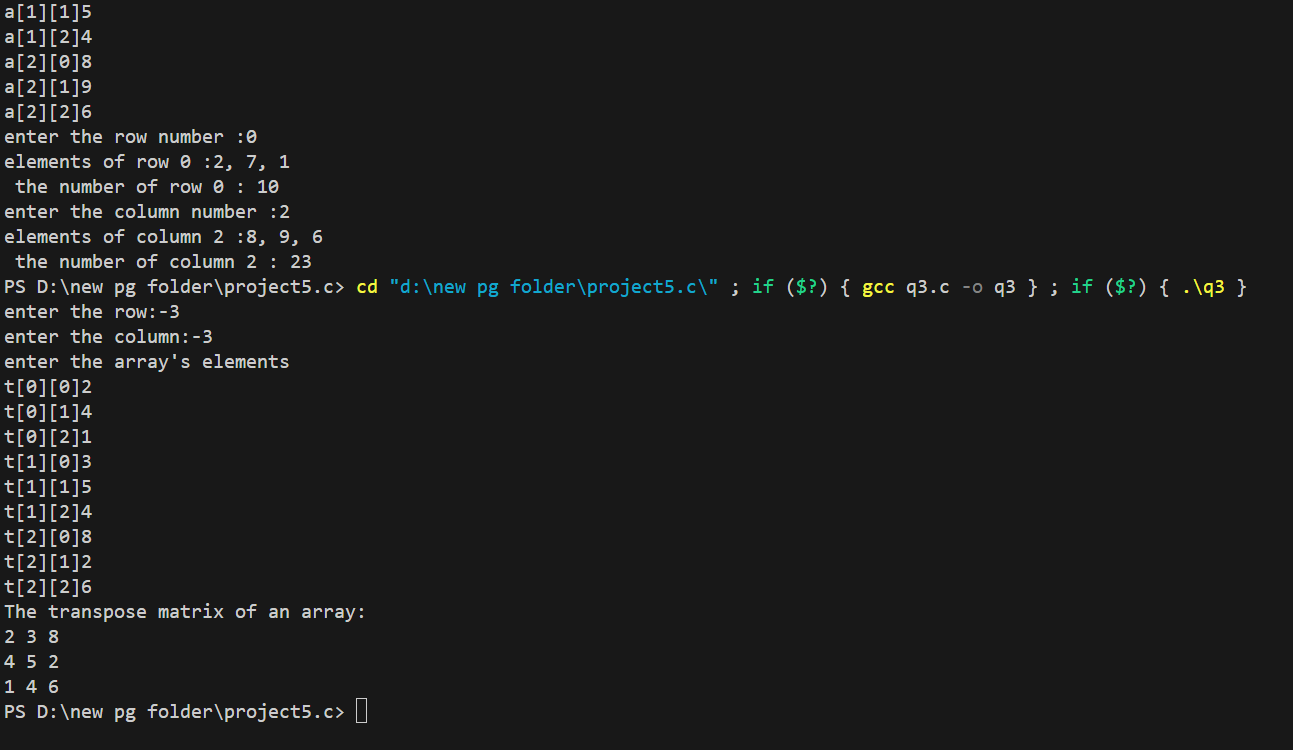 a[1][1]5
a[1][2]4
a[2][0]8
a[2][1]9
a[2][2]6
enter the row number :0
elements of row 0 :2, 7, 1
 the number of row 0 : 10
enter the column number :2
elements of column 2 :8, 9, 6
 the number of column 2 : 23
PS D:\new pg folder\project5.c> cd "d:\new pg folder\project5.c\" ; if ($?) { gcc q3.c -o q3 } ; if ($?) { .\q3 }
enter the row:-3
enter the column:-3
enter the array's elements
t[0][0]2
t[0][1]4
t[0][2]1
t[1][0]3
t[1][1]5
t[1][2]4
t[2][0]8
t[2][1]2
t[2][2]6
The transpose matrix of an array:
2 3 8
4 5 2
1 4 6
PS D:\new pg folder\project5.c>